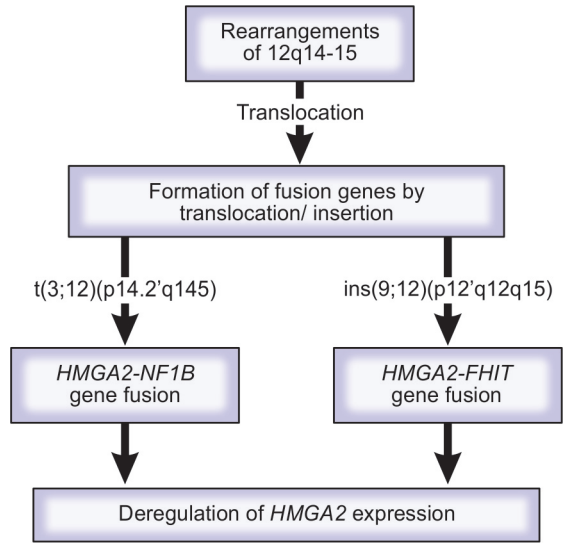 Rearrangements
of 12q14-15
Translocation
Formation of fusion genes by
translocation/ insertion
t(3;12)(p14.2'q145)
ins(9;12)(p12'q12q15)
HMGA2-NF1B
gene fusion
HMGA2-FHIT
gene fusion
Deregulation of HMGA2 expression